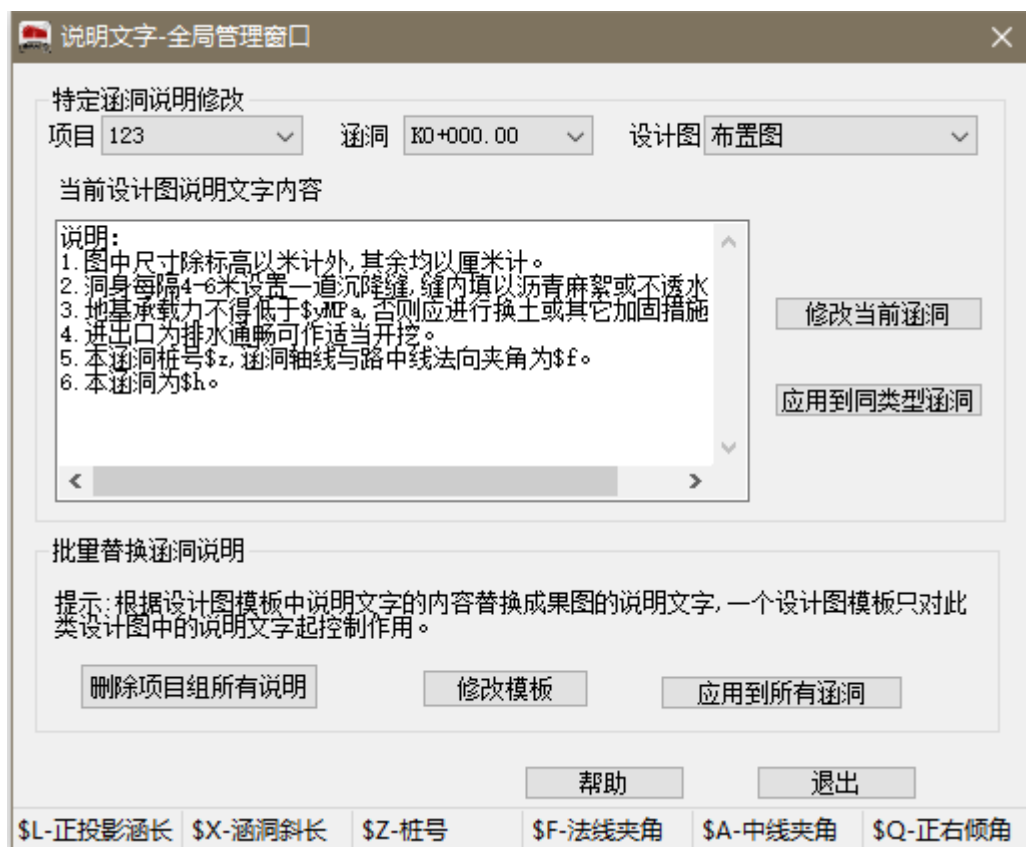 说明文字-全局管理窗口
特定涵洞说明修改
项目 123 涵洞 K0+000.00 设计图 布置图
当前设计图说明文字内容
说明:
1.图中尺寸除标高以米计外,其余均以厘米计。
2.洞身每隔4-6米设置一道沉降缝,缝内填以沥青麻絮或不透水
3.地基承载力不得低于$yMPa,否则应进行换土或其它加固措施
4.进出口为排水通畅可作适当开挖。
5.本涵洞桩号$z,涵洞轴线与路中线法向夹角为$f。
6.本涵洞为$h。
修改当前涵洞
应用到同类型涵洞
批量替换涵洞说明
提示:根据设计图模板中说明文字的内容替换成果图的说明文字,一个设计图模板只对此
类设计图中的说明文字起控制作用。
删除项目组所有说明 修改模板 应用到所有涵洞
帮助 退出
$L-正投影涵长 $X-涵洞斜长 $Z-桩号 $F-法线夹角 $A-中线夹角 $Q-正右倾角